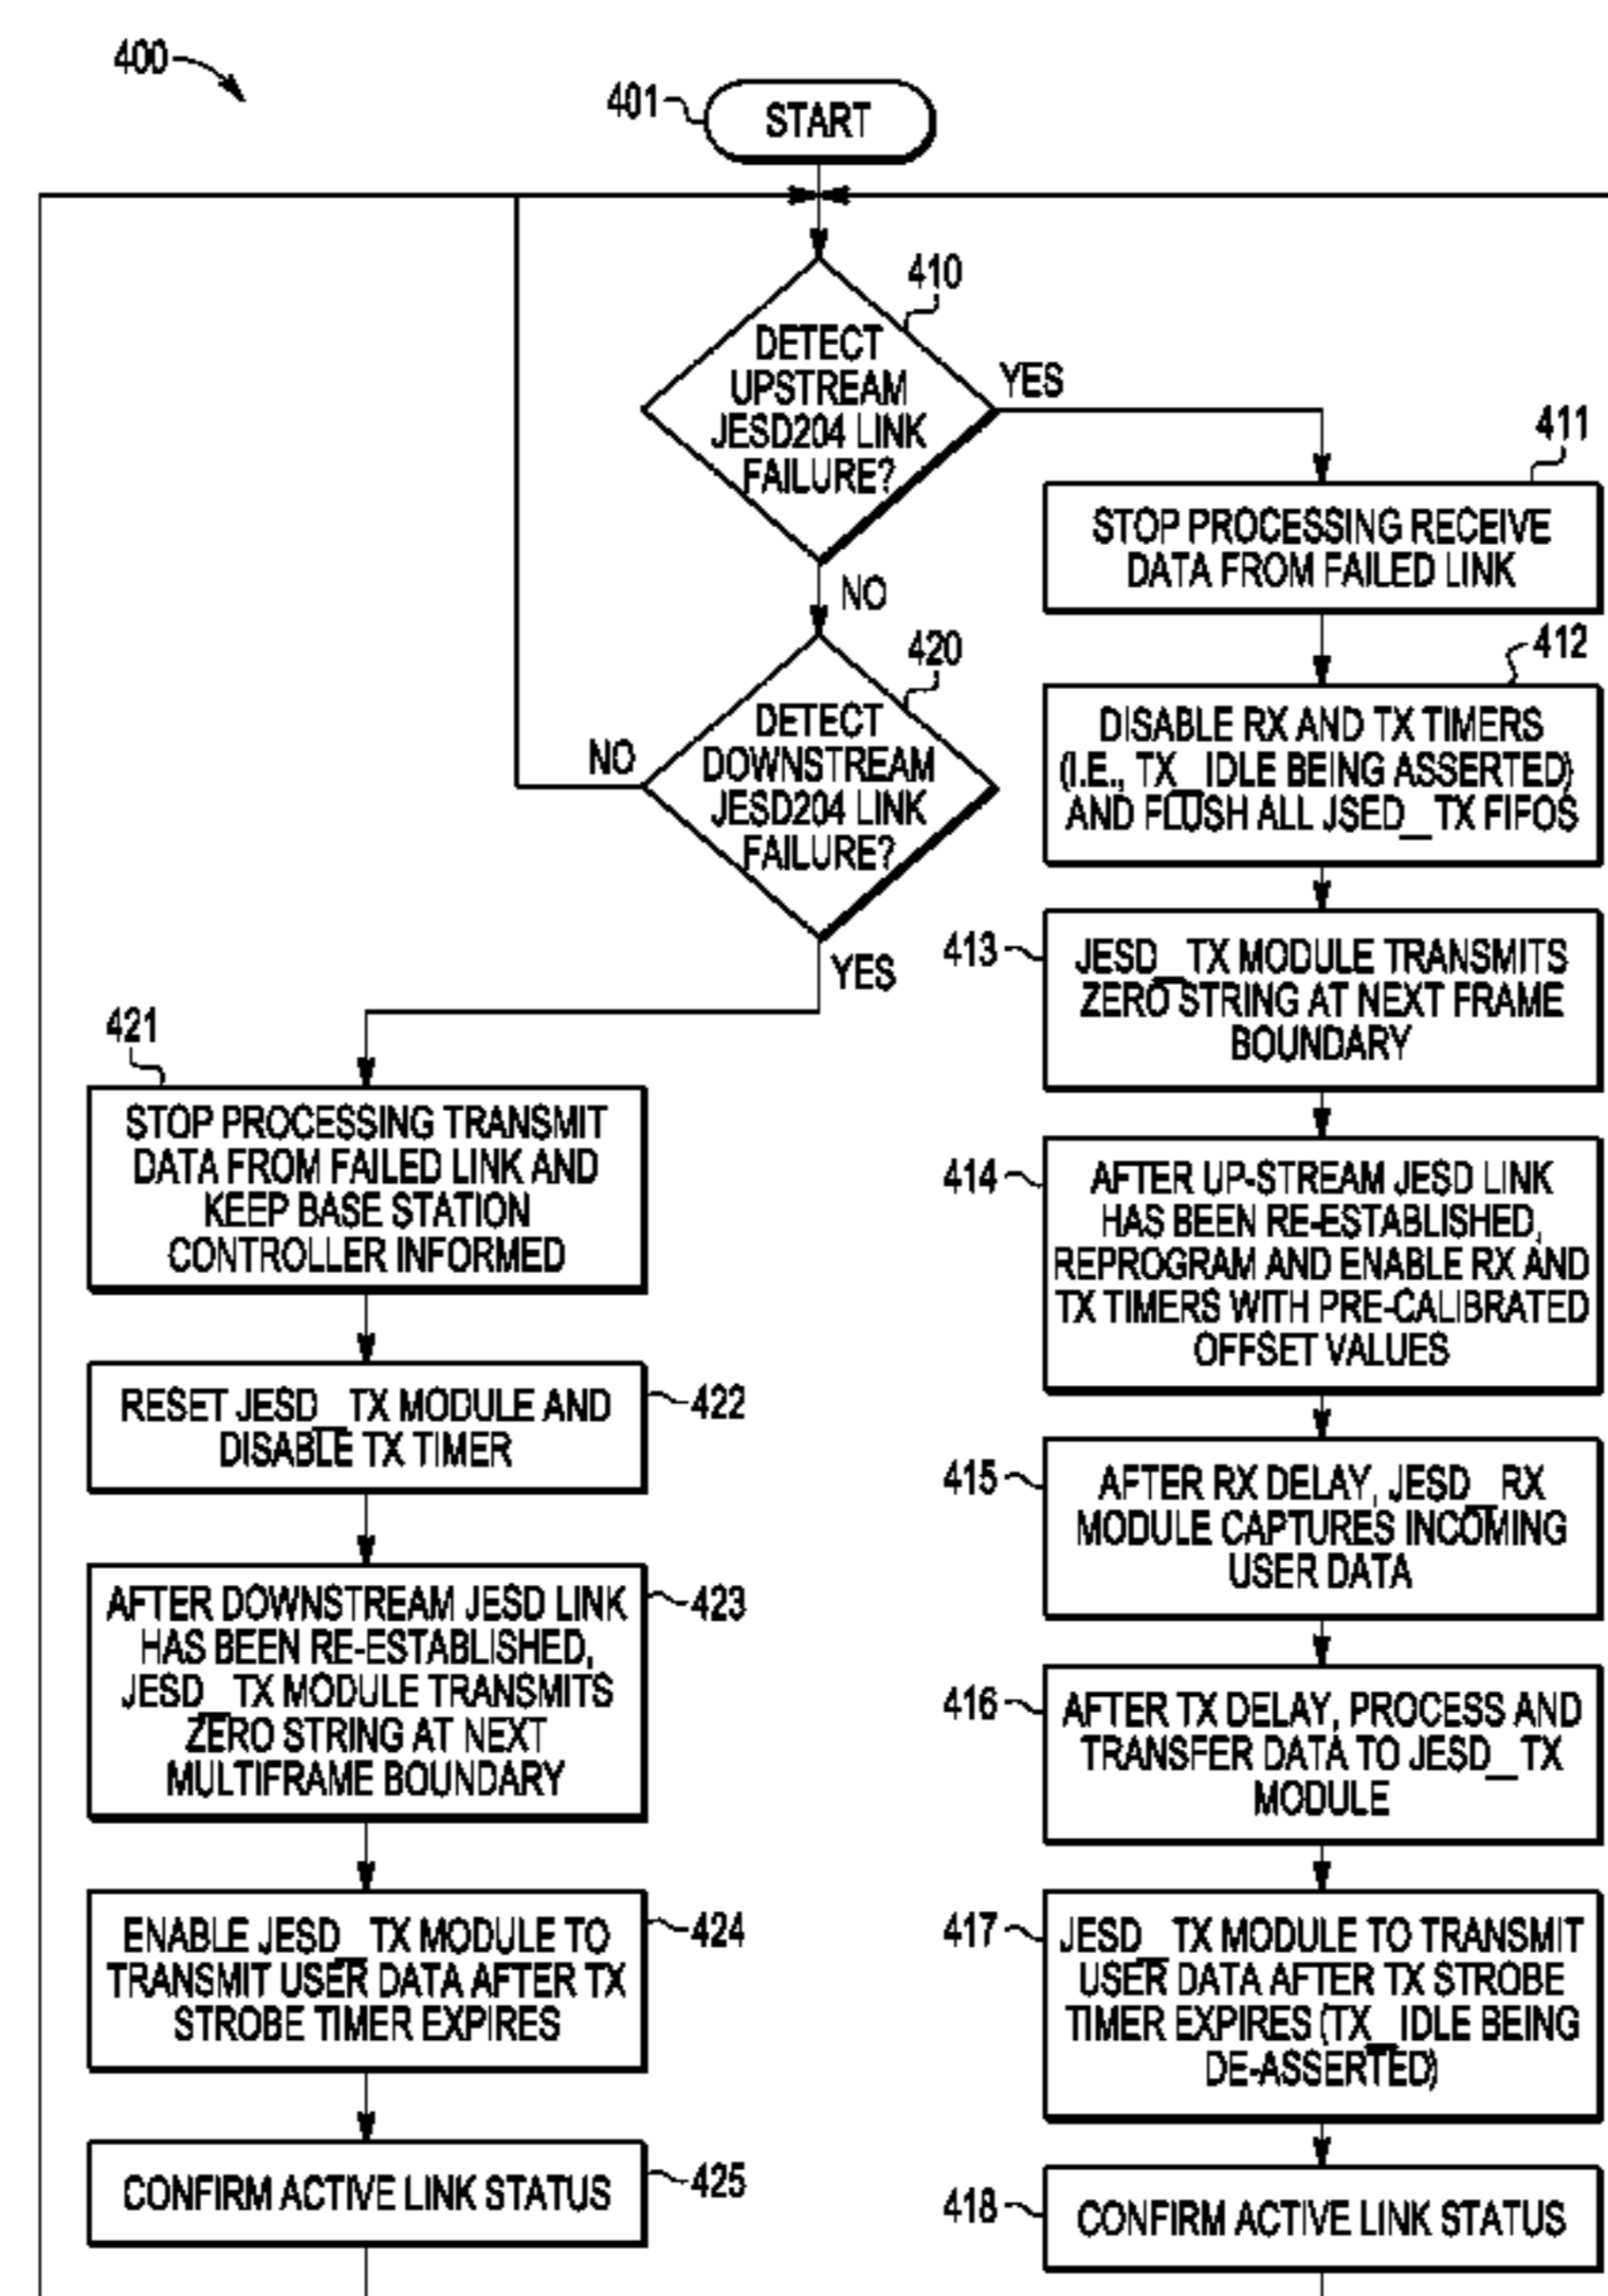 400
401
START
410
DETECT
UPSTREAM
JESD204 LINK
FAILURE?
YES
NO
411
STOP PROCESSING RECEIVE
DATA FROM FAILED LINK
412
DISABLE RX AND TX TIMERS
(I.E., TX_IDLE BEING ASSERTED)
AND FLUSH ALL JSED_TX FIFOS
420
DETECT
DOWNSTREAM
JESD204 LINK
FAILURE?
NO
YES
413
JESD_TX MODULE TRANSMITS
ZERO STRING AT NEXT FRAME
BOUNDARY
414
AFTER UP-STREAM JESD LINK
HAS BEEN RE-ESTABLISHED,
REPROGRAM AND ENABLE RX AND
TX TIMERS WITH PRE-CALIBRATED
OFFSET VALUES
415
AFTER RX DELAY, JESD_RX
MODULE CAPTURES INCOMING
USER DATA
416
AFTER TX DELAY, PROCESS AND
TRANSFER DATA TO JESD_TX
MODULE
417
JESD_TX MODULE TO TRANSMIT
USER DATA AFTER TX STROBE
TIMER EXPIRES (TX_IDLE BEING
DE-ASSERTED)
418
CONFIRM ACTIVE LINK STATUS
421
STOP PROCESSING TRANSMIT
DATA FROM FAILED LINK AND
KEEP BASE STATION
CONTROLLER INFORMED
RESET JESD_TX MODULE AND
DISABLE TX TIMER
422
AFTER DOWNSTREAM JESD LINK
HAS BEEN RE-ESTABLISHED,
JESD_TX MODULE TRANSMITS
ZERO STRING AT NEXT
MULTIFRAME BOUNDARY
423
ENABLE JESD_TX MODULE TO
TRANSMIT USER DATA AFTER TX
STROBE TIMER EXPIRES
424
CONFIRM ACTIVE LINK STATUS
425